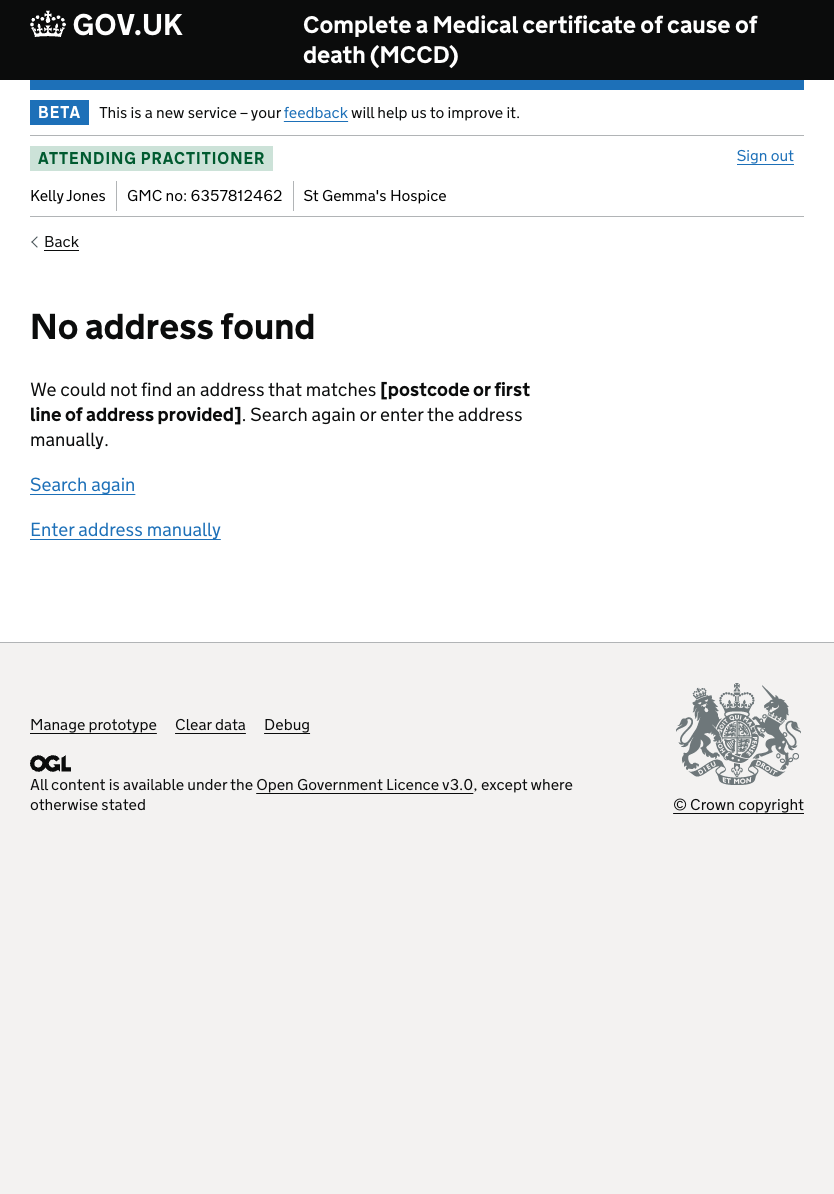 GOV.UK
Complete a Medical certificate of cause of
death (MCCD)
BETA This is a new service – your feedback will help us to improve it.
ATTENDING PRACTITIONER
Sign out
Kelly Jones GMC no: 6357812462 St Gemma's Hospice
Back
No address found
We could not find an address that matches [postcode or first
line of address provided]. Search again or enter the address
manually.
Search again
Enter address manually
Manage prototype Clear data Debug
OGL
All content is available under the Open Government Licence v3.0, except where
otherwise stated
DIEU ET MON DROIT
© Crown copyright